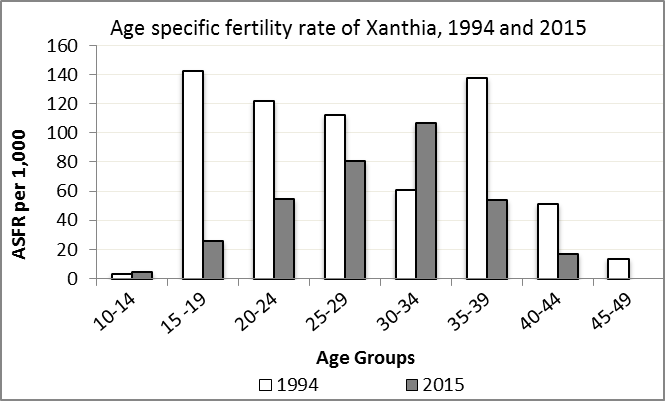 Age specific fertility rate of Xanthia, 1994 and 2015
160
140
120
100
80
60
40
20
0
ASFR per 1,000
10-14 15 -19 20-24 25-29 30-34 35-39 40-44 45-49
Age Groups
1994 2015